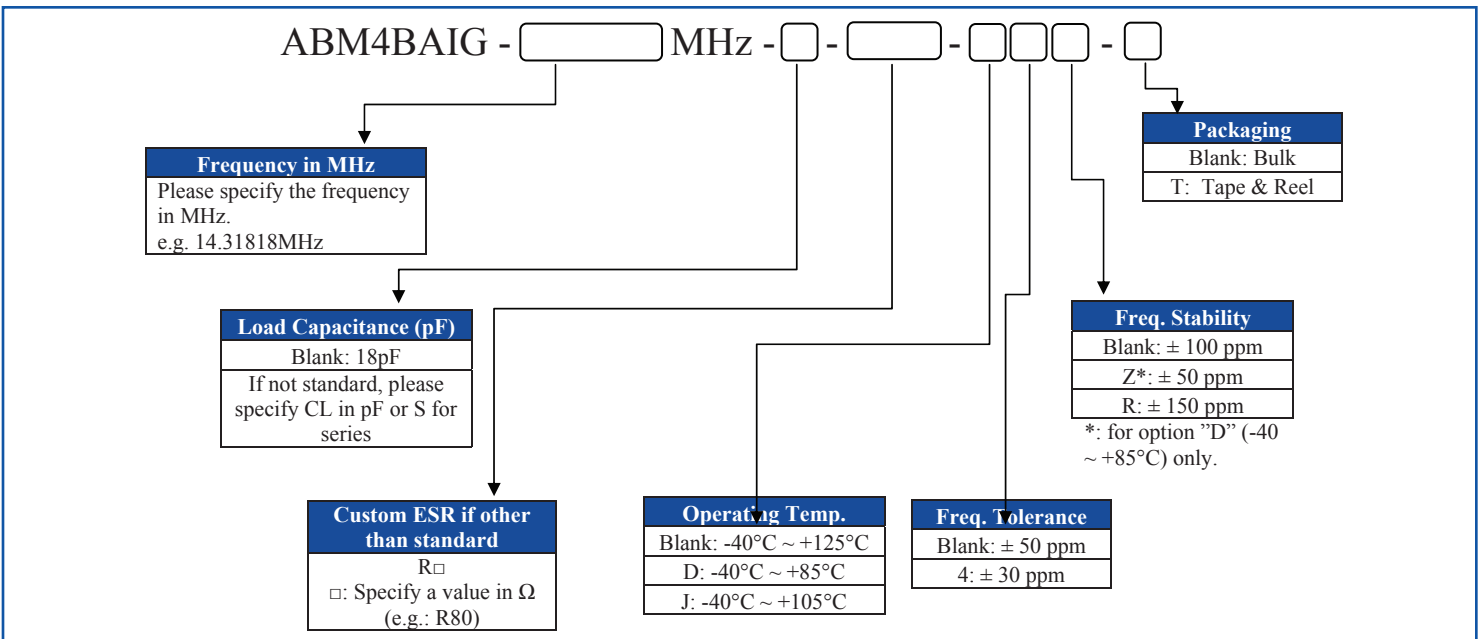 ABM4BAIG - MHz - - - -
Packaging
Blank: Bulk
T: Tape & Reel
Frequency in MHz
Please specify the frequency
in MHz.
e.g. 14.31818MHz
Load Capacitance (pF)
Blank: 18pF
If not standard, please
specify CL in pF or S for
series
Freq. Stability
Blank: ± 100 ppm
Z*: ± 50 ppm
R: ± 150 ppm
*: for option ”D” (-40
~ +85°C) only.
Custom ESR if other
than standard
R□
□: Specify a value in Ω
(e.g.: R80)
Operating Temp.
Blank: -40°C ~ +125°C
D: -40°C ~ +85°C
J: -40°C ~ +105°C
Freq. Tolerance
Blank: ± 50 ppm
4: ± 30 ppm